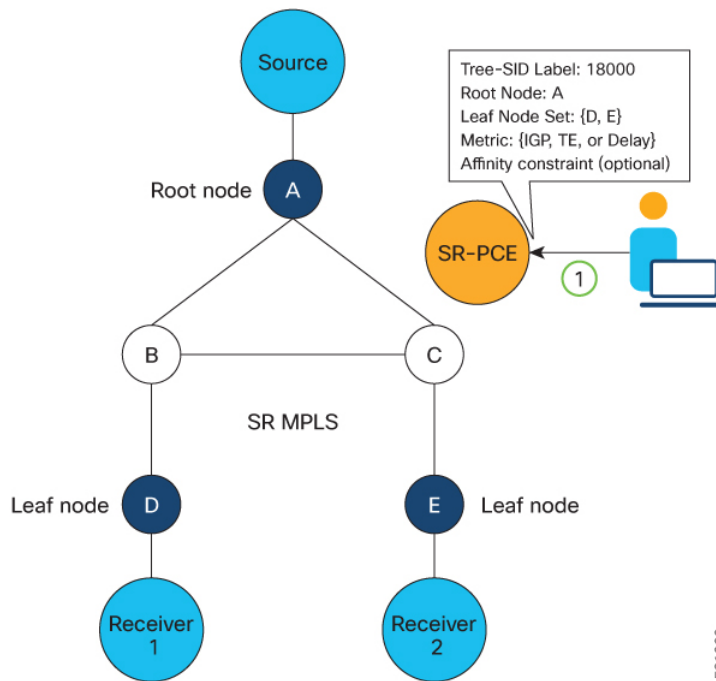 Source
Tree-SID Label: 18000
Root Node: A
Leaf Node Set: {D, E}
Metric: {IGP, TE, or Delay}
Affinity constraint (optional)
Root node
A
SR-PCE
1
B
C
SR MPLS
Leaf node
D
E
Leaf node
Receiver
1
Receiver
2